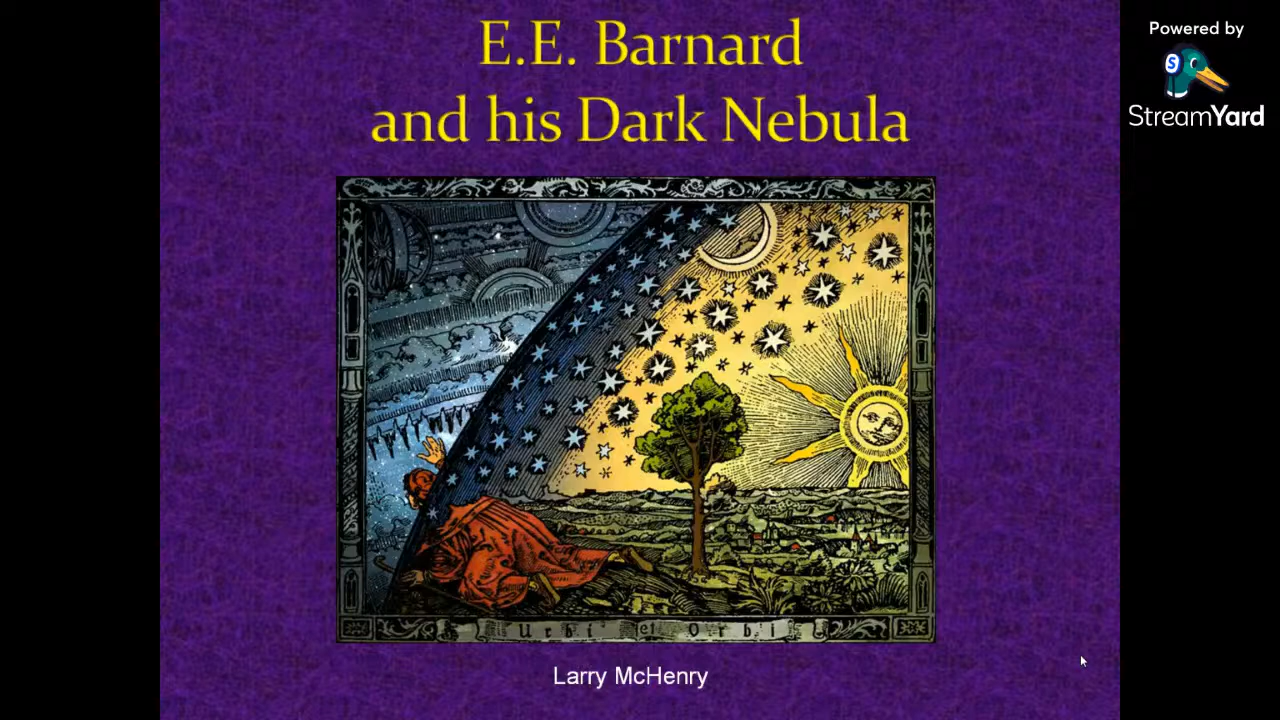 E.E. Barnard
and his Dark Nebula
Powered by
StreamYard
Urbi et Orbi
Larry McHenry